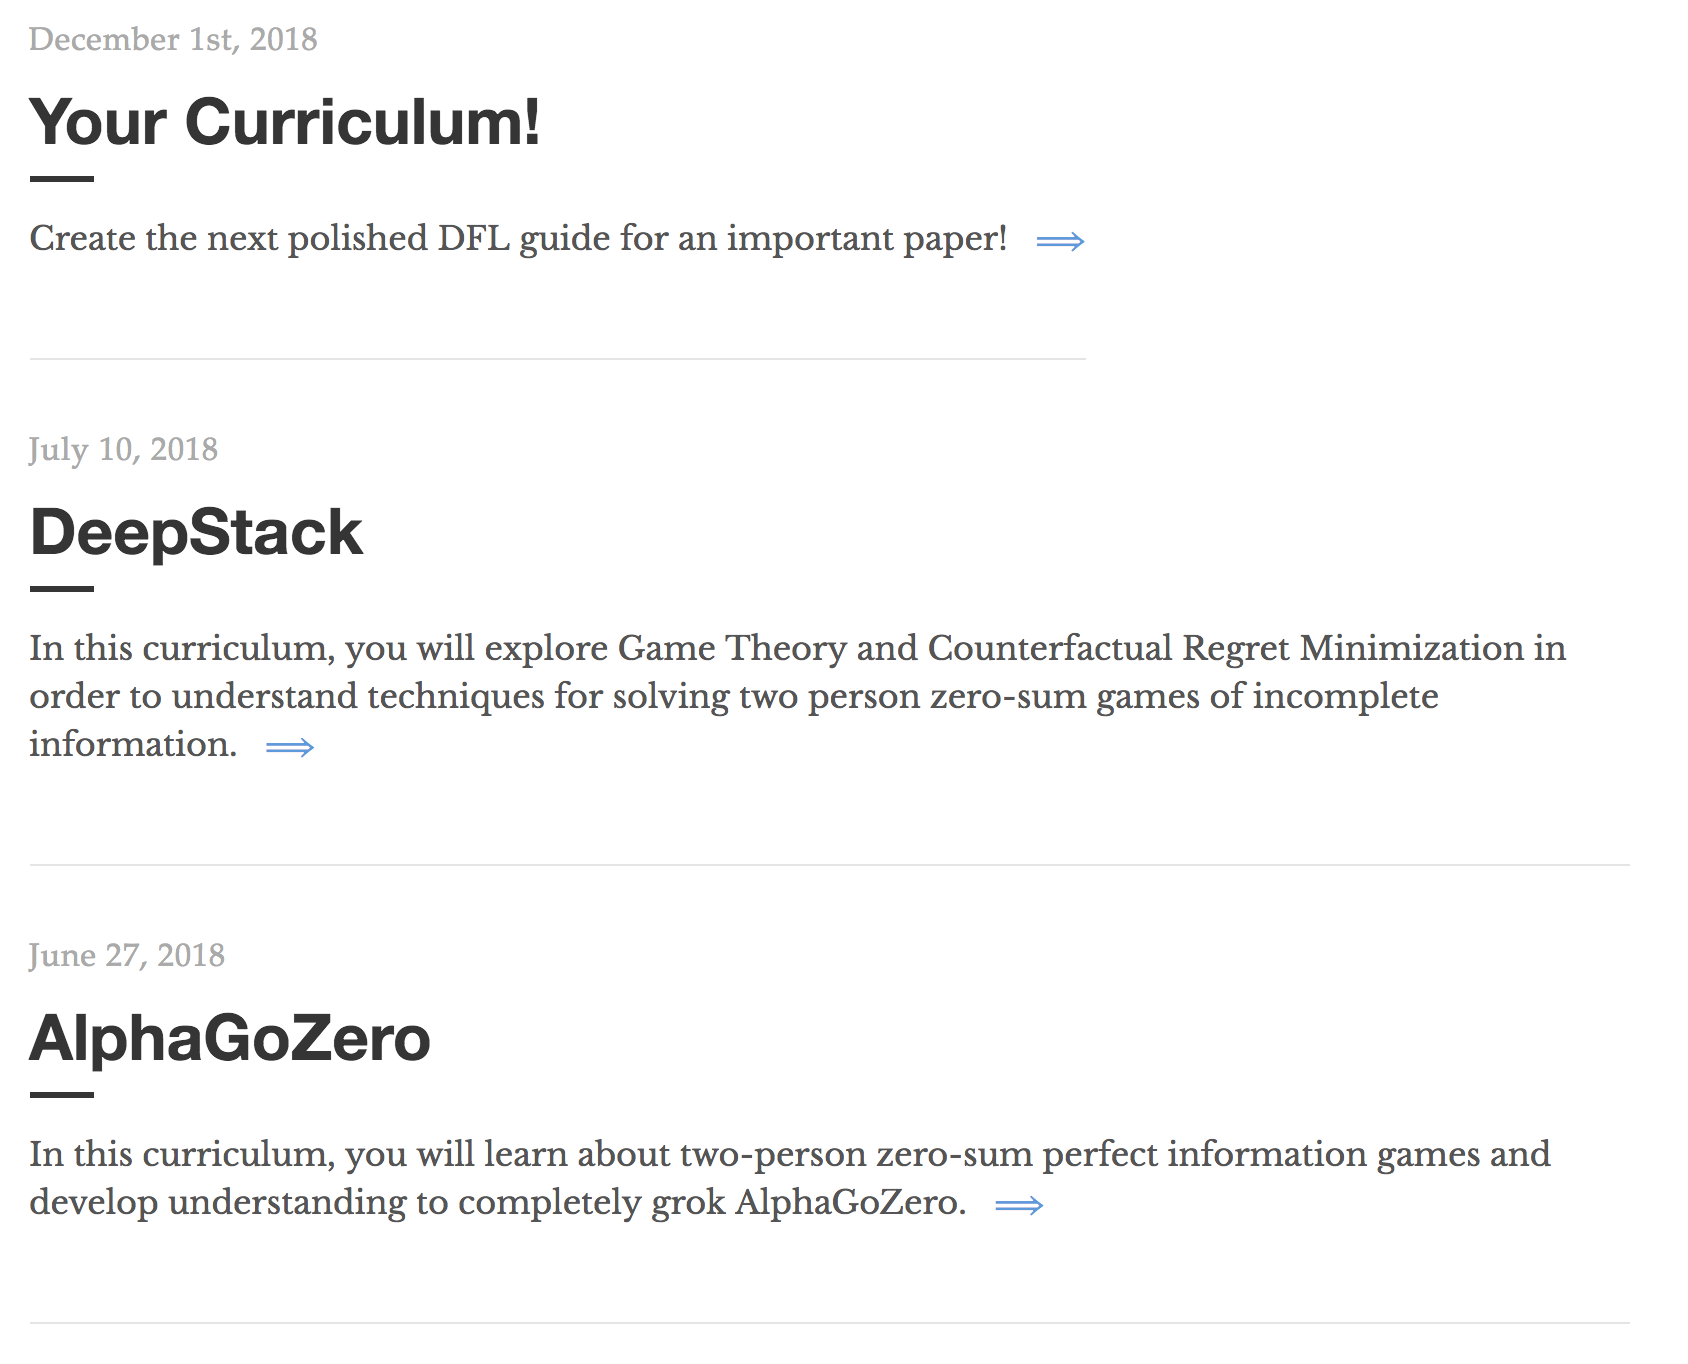 December 1st, 2018
Your Curriculum!
Create the next polished DFL guide for an important paper! ⟹
July 10, 2018
DeepStack
In this curriculum, you will explore Game Theory and Counterfactual Regret Minimization in
order to understand techniques for solving two person zero-sum games of incomplete
information. ⟹
June 27, 2018
AlphaGoZero
In this curriculum, you will learn about two-person zero-sum perfect information games and
develop understanding to completely grok AlphaGoZero. ⟹